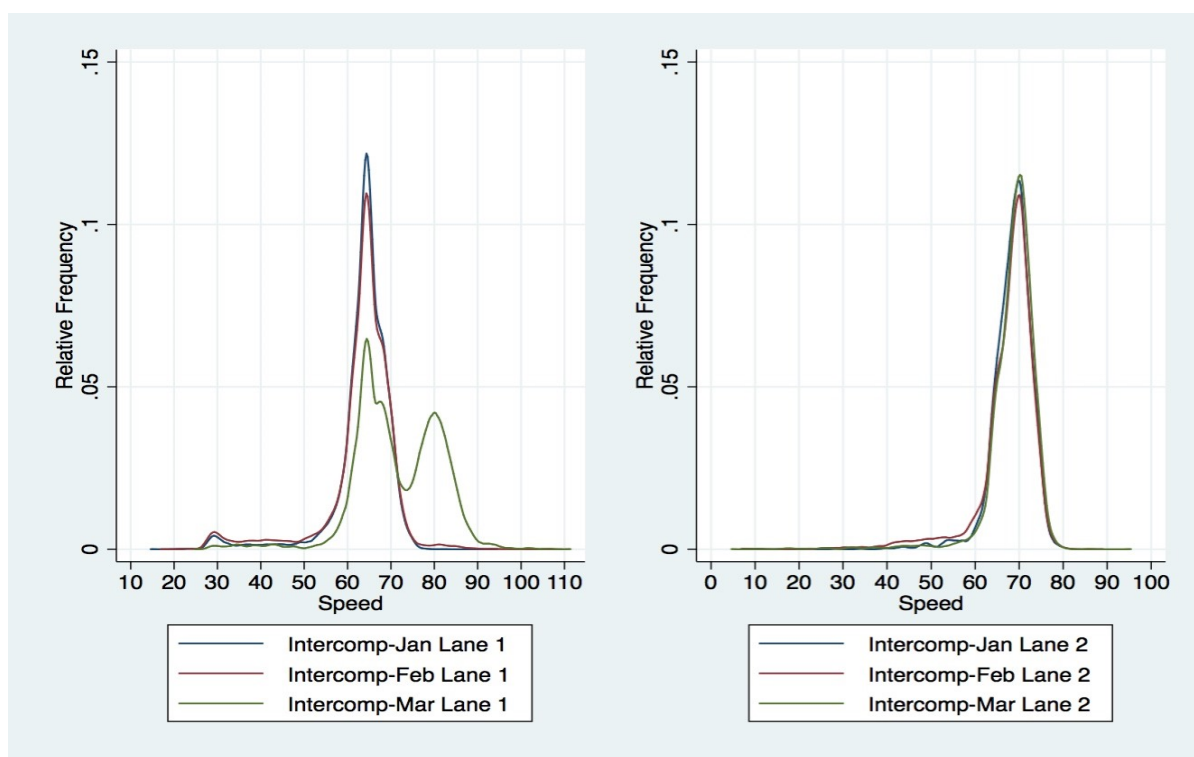 Relative Frequency
.15
.1
.05
0
10 20 30 40 50 60 70 80 90 100 110
Speed
Intercomp-Jan Lane 1
Intercomp-Feb Lane 1
Intercomp-Mar Lane 1
Relative Frequency
.15
.1
.05
0
0 10 20 30 40 50 60 70 80 90 100
Speed
Intercomp-Jan Lane 2
Intercomp-Feb Lane 2
Intercomp-Mar Lane 2